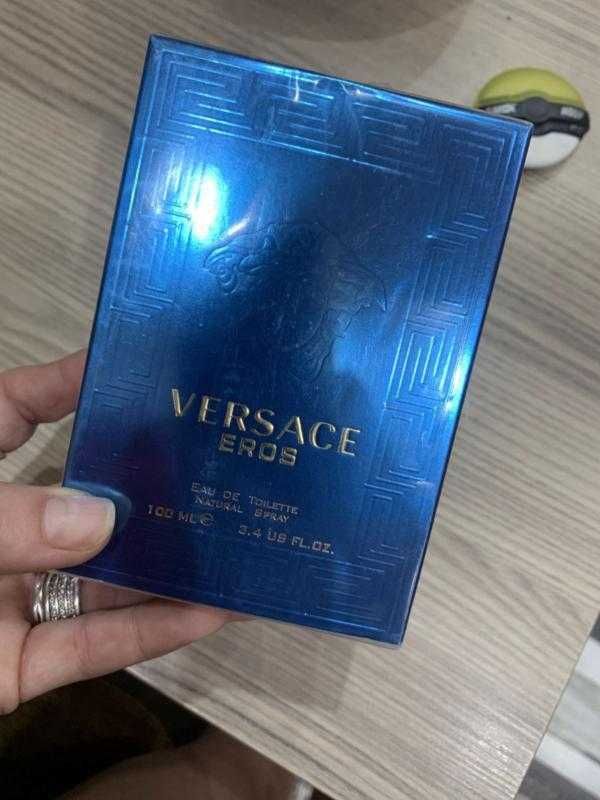 VERSACE
EROS
EAU DE TOILETTE
NATURAL SPRAY
100 ML℮ 3.4 US FL.OZ.